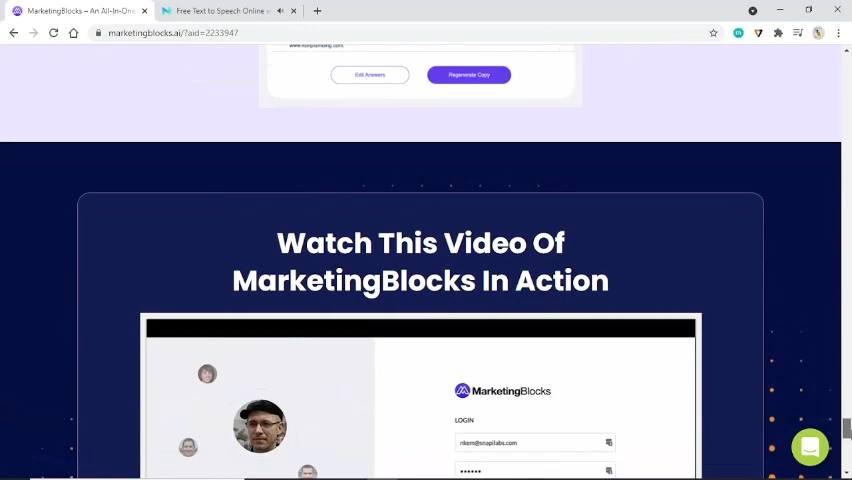 MarketingBlocks – An All-In-One
Free Text to Speech Online w
marketingblocks.ai/?aid=2233947
Edit Answers
Regenerate Copy
Watch This Video Of
MarketingBlocks In Action
MarketingBlocks
LOGIN
nkem@snapilabs.com
••••••